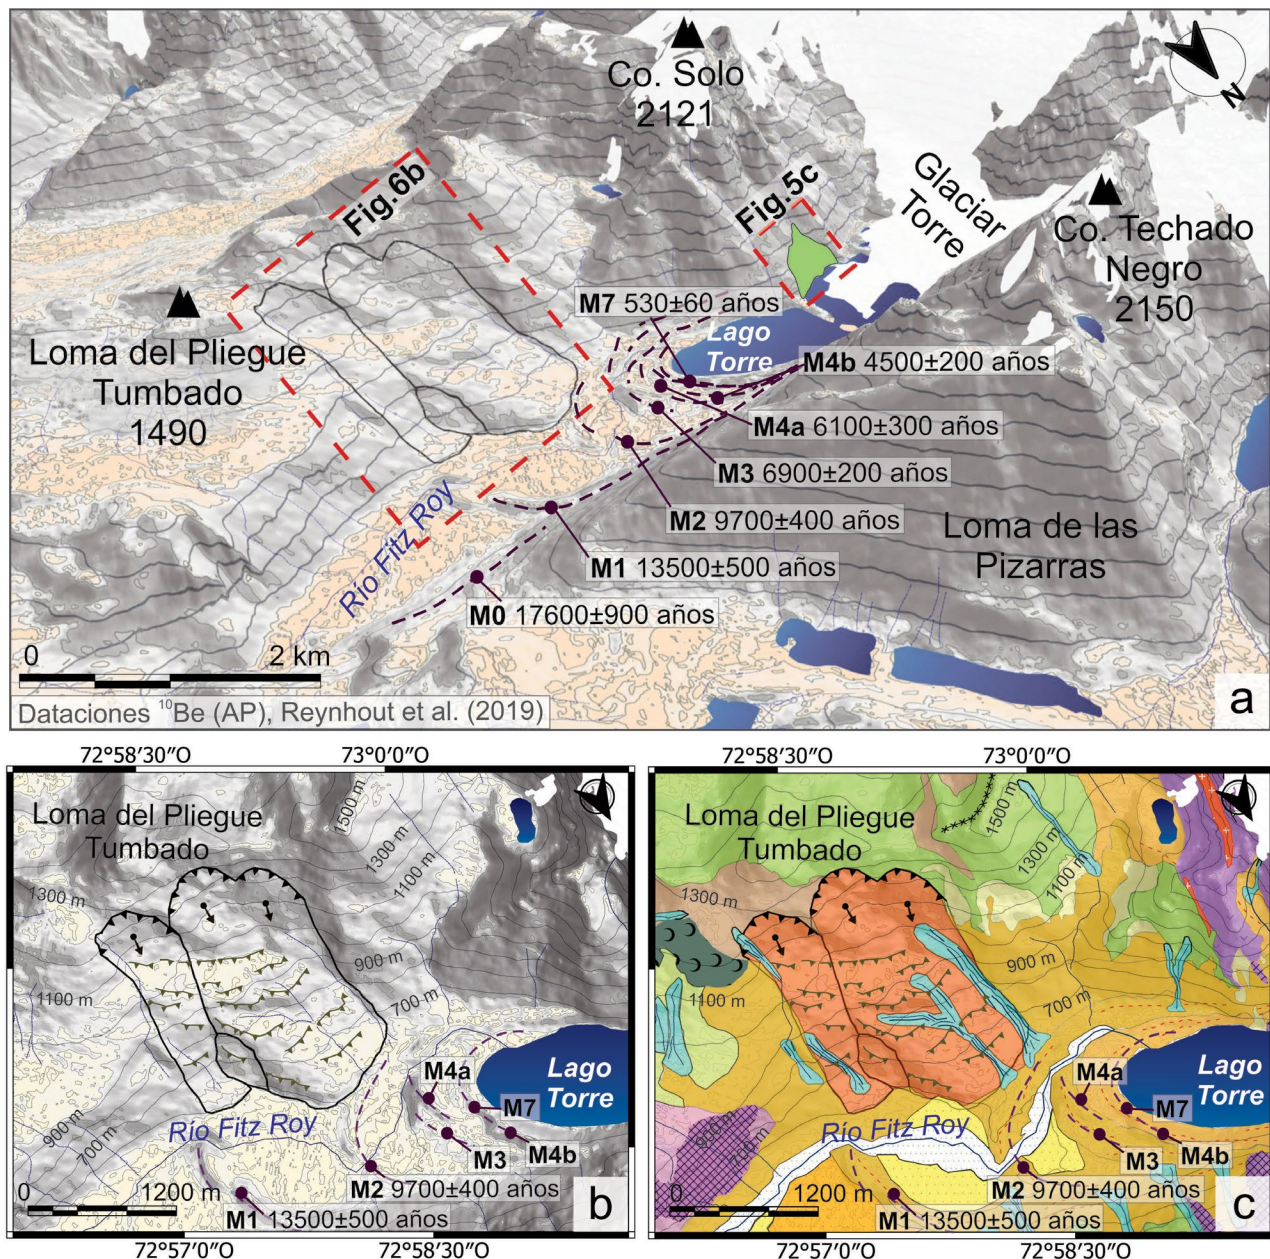 Co. Solo
2121
N
Fig.6b
Fig.5c
Glaciar
Torre
Co. Techado
Negro
2150
M7 530±60 años
Lago
Torre
Loma del Pliegue
Tumbado
1490
M4b 4500±200 años
M4a 6100±300 años
M3 6900±200 años
M2 9700±400 años
Loma de las
Pizarras
Río Fitz Roy
M1 13500±500 años
M0 17600±900 años
0 2 km
Dataciones ¹⁰Be (AP), Reynhout et al. (2019)
a
72°58′30″O 73°0′0″O
Loma del Pliegue
Tumbado
1500 m
1300 m
1100 m
1300 m
900 m
1100 m
700 m
Lago
Torre
M4a
M7
900 m
700 m
Río Fitz Roy
M3
M4b
M2 9700±400 años
0 1200 m
M1 13500±500 años
b
72°57′0″O 72°58′30″O
72°58′30″O 73°0′0″O
Loma del Pliegue
Tumbado
1500 m
1300 m
1100 m
1300 m
900 m
1100 m
700 m
Lago
Torre
M4a
M7
900 m
700 m
Río Fitz Roy
M3
M4b
M2 9700±400 años
0 1200 m
M1 13500±500 años
c
72°57′0″O 72°58′30″O